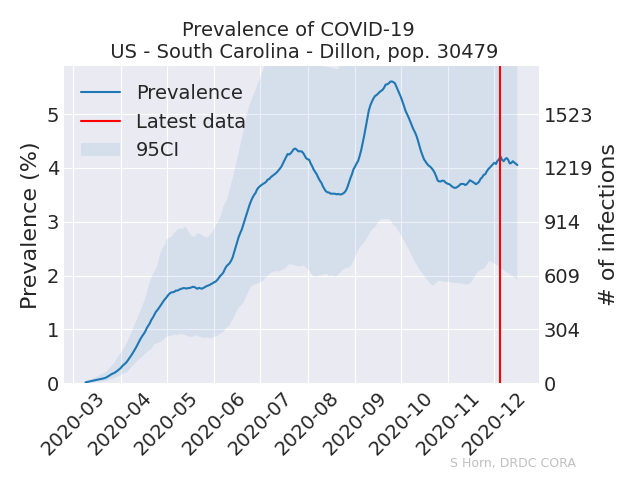 Prevalence of COVID-19
US - South Carolina - Dillon, pop. 30479
Prevalence
Latest data
95CI
Prevalence (%)
5
4
3
2
1
0
1523
1219
914
609
304
0
# of infections
2020-03
2020-04
2020-05
2020-06
2020-07
2020-08
2020-09
2020-10
2020-11
2020-12
S Horn, DRDC CORA